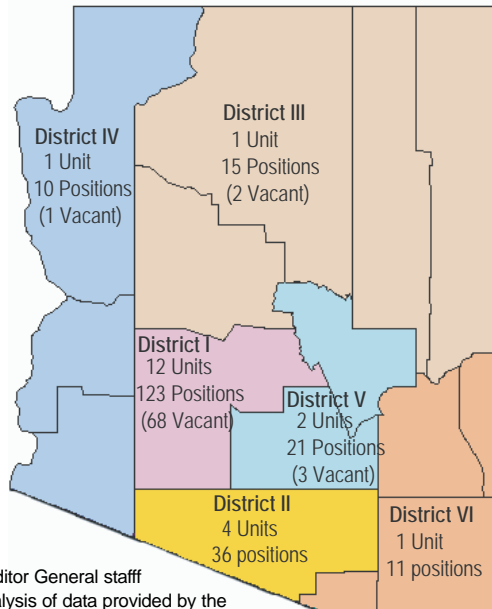 District III
1 Unit
15 Positions
(2 Vacant)
District IV
1 Unit
10 Positions
(1 Vacant)
District I
12 Units
123 Positions
(68 Vacant)
District V
2 Units
21 Positions
(3 Vacant)
District II
4 Units
36 positions
District VI
1 Unit
11 positions
ditor General stafff
alysis of data provided by the